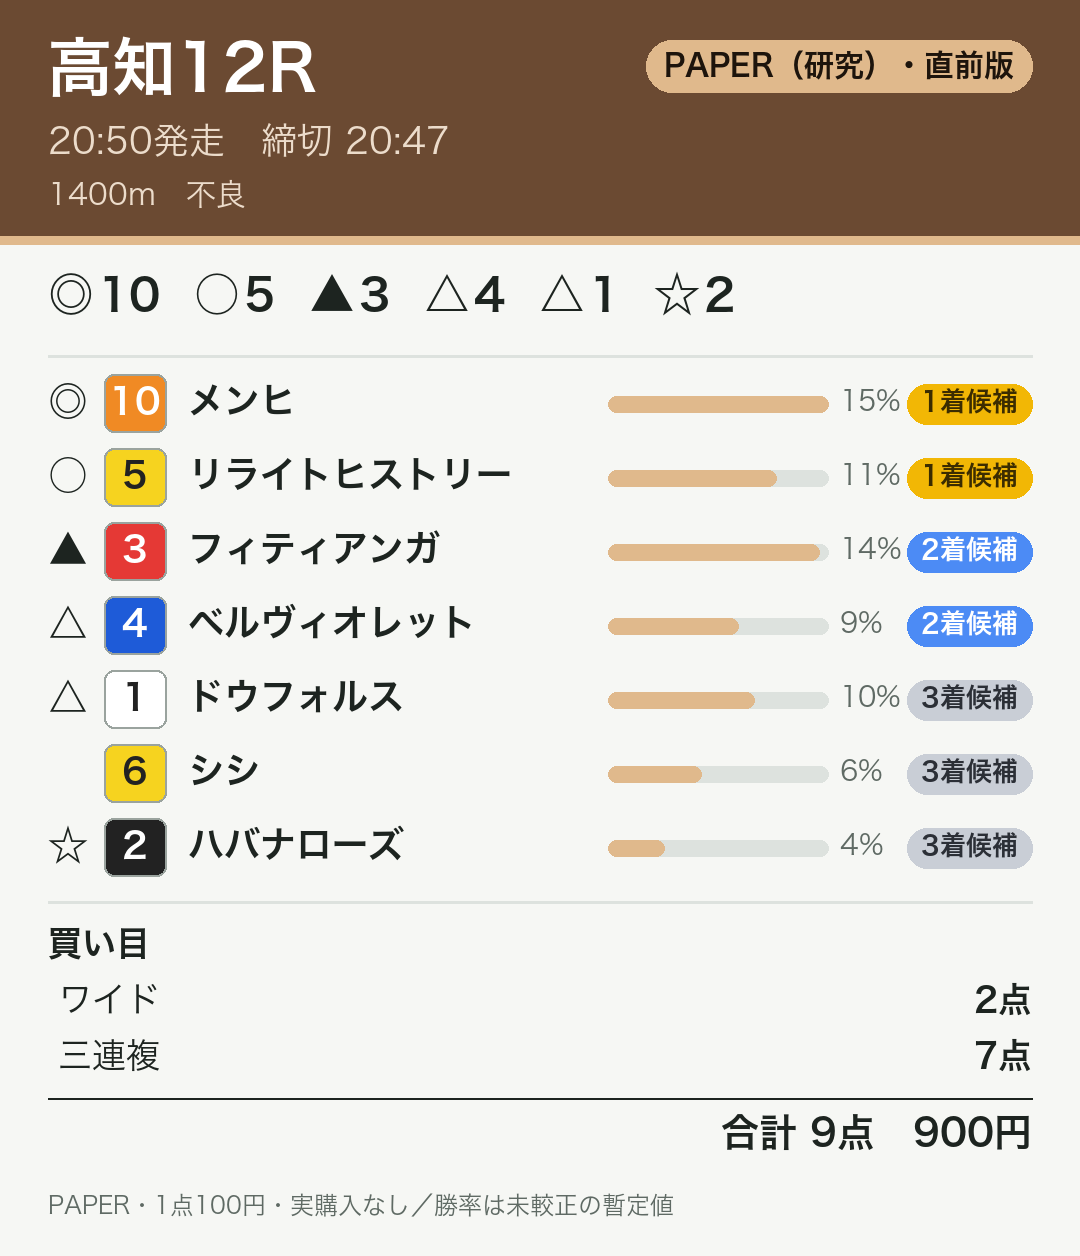 高知12R
PAPER（研究）・直前版
20:50発走　締切 20:47
1400m　不良
◎10 ○5 ▲3 △4 △1 ☆2
◎ 10 メンヒ 15% 1着候補
○ 5 リライトヒストリー 11% 1着候補
▲ 3 フィティアンガ 14% 2着候補
△ 4 ベルヴィオレット 9% 2着候補
△ 1 ドウフォルス 10% 3着候補
6 シシ 6% 3着候補
☆ 2 ハバナローズ 4% 3着候補
買い目
ワイド 2点
三連複 7点
合計 9点　900円
PAPER・1点100円・実購入なし／勝率は未較正の暫定値